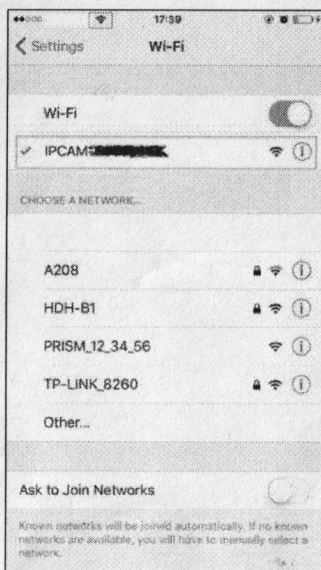 17:39
Settings Wi-Fi
Wi-Fi
IPCAM
CHOOSE A NETWORK...
A208
HDH-B1
PRISM_12_34_56
TP-LINK_8260
Other...
Ask to Join Networks
Known networks will be joined automatically. If no known
networks are available, you will have to manually select a
network.